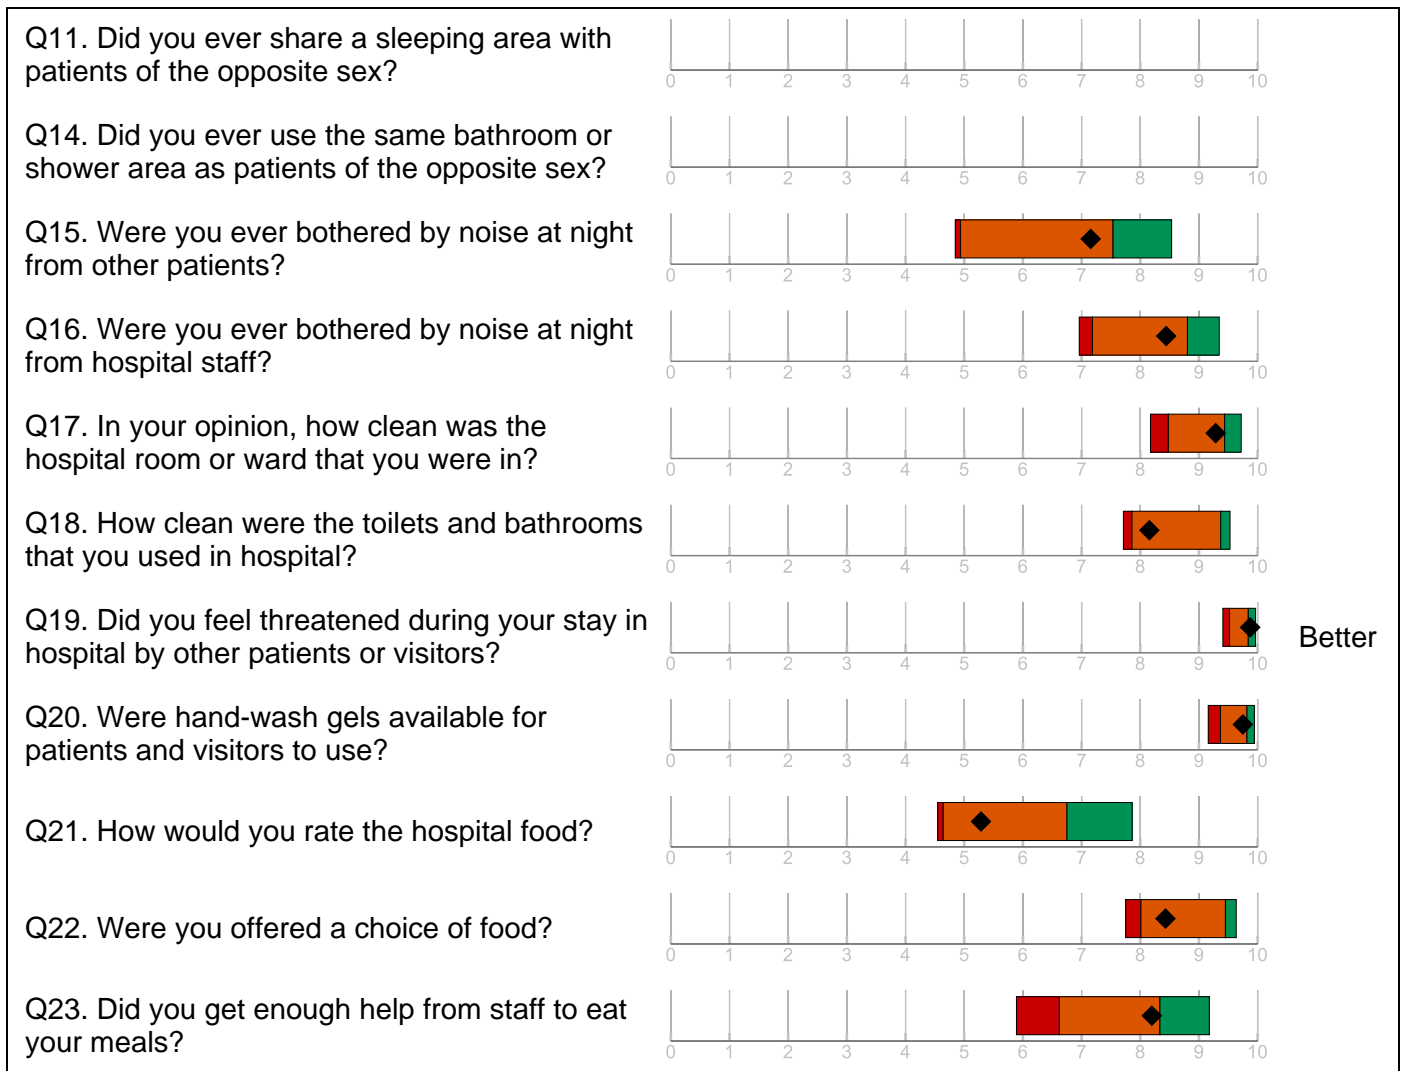 Q11. Did you ever share a sleeping area with
patients of the opposite sex?
0 1 2 3 4 5 6 7 8 9 10
Q14. Did you ever use the same bathroom or
shower area as patients of the opposite sex?
0 1 2 3 4 5 6 7 8 9 10
Q15. Were you ever bothered by noise at night
from other patients?
0 1 2 3 4 5 6 7 8 9 10
Q16. Were you ever bothered by noise at night
from hospital staff?
0 1 2 3 4 5 6 7 8 9 10
Q17. In your opinion, how clean was the
hospital room or ward that you were in?
0 1 2 3 4 5 6 7 8 9 10
Q18. How clean were the toilets and bathrooms
that you used in hospital?
0 1 2 3 4 5 6 7 8 9 10
Q19. Did you feel threatened during your stay in
hospital by other patients or visitors?
0 1 2 3 4 5 6 7 8 9 10
Better
Q20. Were hand-wash gels available for
patients and visitors to use?
0 1 2 3 4 5 6 7 8 9 10
Q21. How would you rate the hospital food?
0 1 2 3 4 5 6 7 8 9 10
Q22. Were you offered a choice of food?
0 1 2 3 4 5 6 7 8 9 10
Q23. Did you get enough help from staff to eat
your meals?
0 1 2 3 4 5 6 7 8 9 10